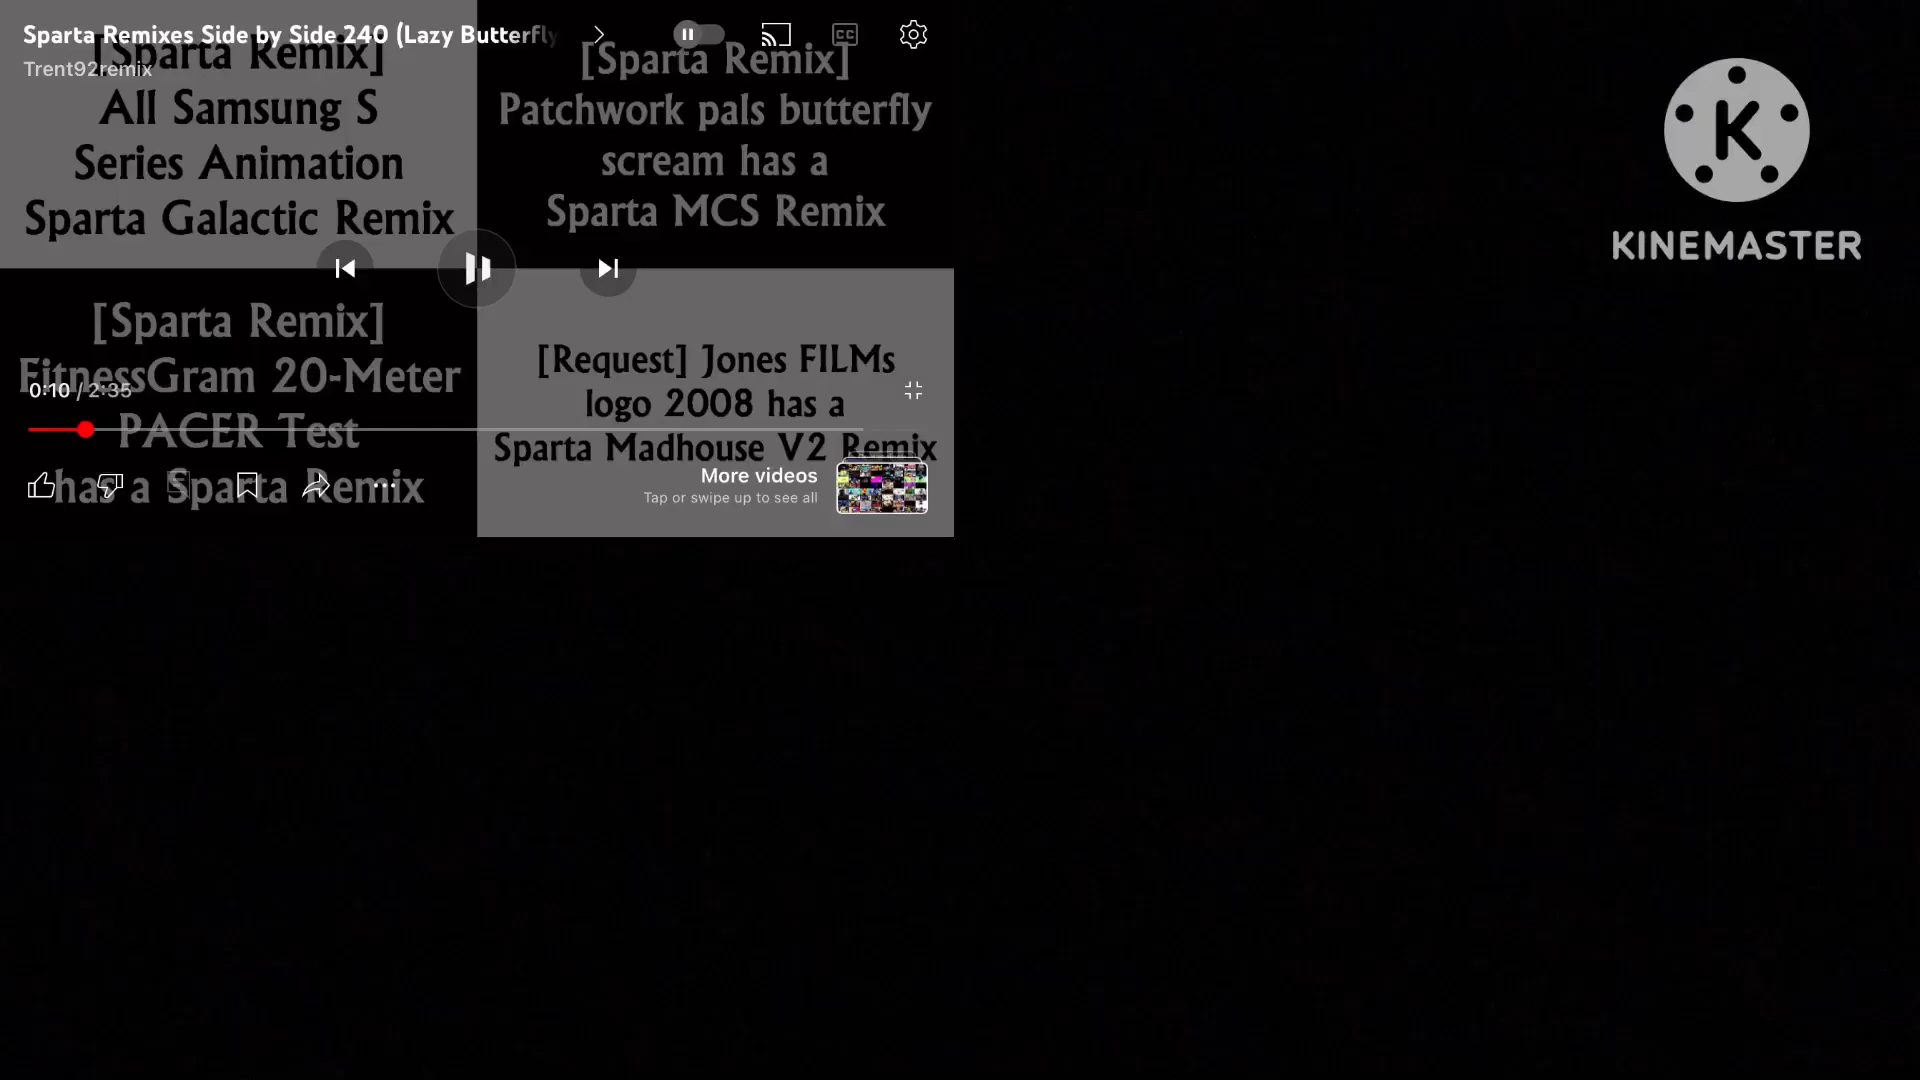 Sparta Remixes Side by Side 240 (Lazy Butterfly
Trent92remix
CC
[Sparta Remix]
All Samsung S
Series Animation
Sparta Galactic Remix
[Sparta Remix]
Patchwork pals butterfly
scream has a
Sparta MCS Remix
[Sparta Remix]
FitnessGram 20-Meter
PACER Test
has a Sparta Remix
[Request] Jones FILMs
logo 2008 has a
Sparta Madhouse V2 Remix
0:10 / 2:35
More videos
Tap or swipe up to see all
K
KINEMASTER